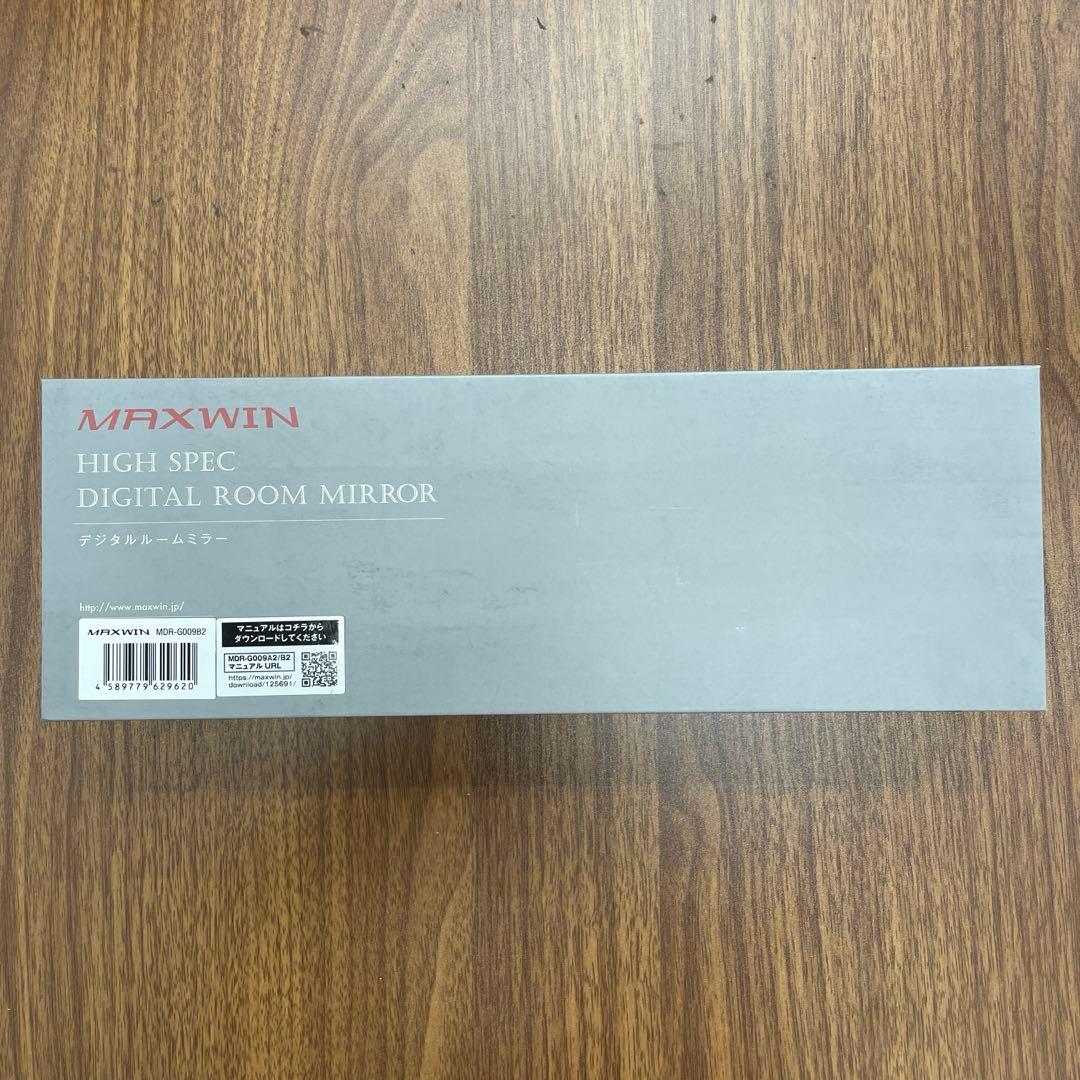 MAXWIN
HIGH SPEC
DIGITAL ROOM MIRROR
デジタルルームミラー
http://www.maxwin.jp/
MAXWIN MDR-G009B2
4 589779 629620
マニュアルはコチラから
ダウンロードしてください
MDR-G009A2/B2
マニュアル URL
https://maxwin.jp/
download/125691/